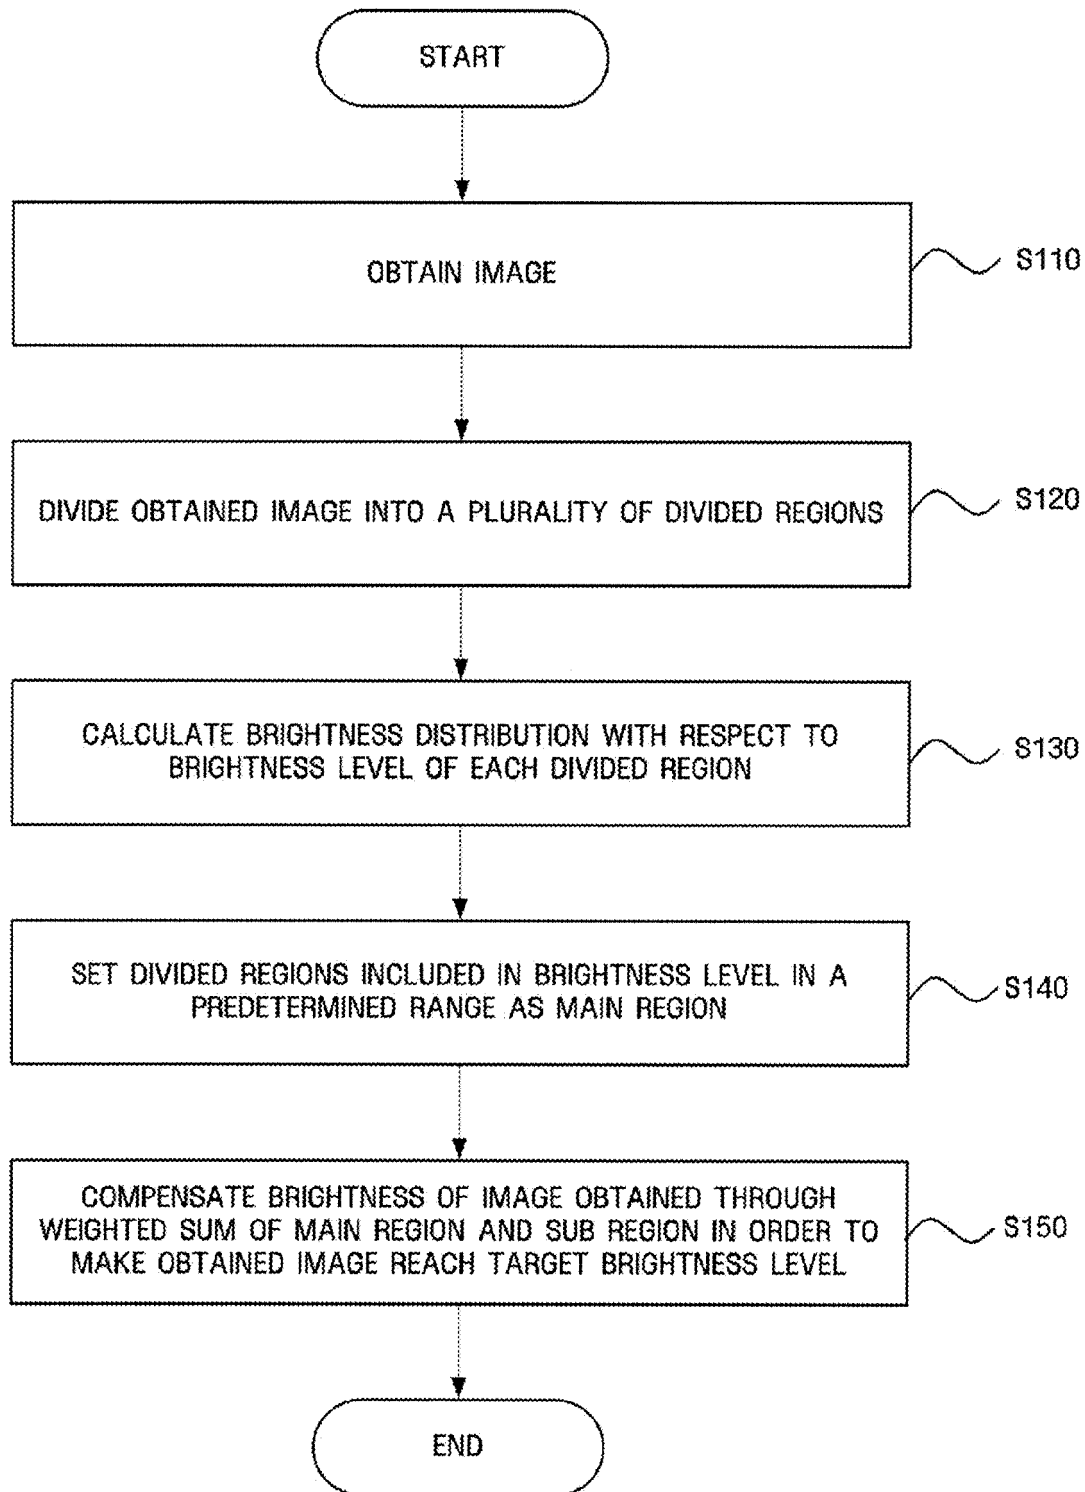 START
OBTAIN IMAGE
S110
DIVIDE OBTAINED IMAGE INTO A PLURALITY OF DIVIDED REGIONS
S120
CALCULATE BRIGHTNESS DISTRIBUTION WITH RESPECT TO
BRIGHTNESS LEVEL OF EACH DIVIDED REGION
S130
SET DIVIDED REGIONS INCLUDED IN BRIGHTNESS LEVEL IN A
PREDETERMINED RANGE AS MAIN REGION
S140
COMPENSATE BRIGHTNESS OF IMAGE OBTAINED THROUGH
WEIGHTED SUM OF MAIN REGION AND SUB REGION IN ORDER TO
MAKE OBTAINED IMAGE REACH TARGET BRIGHTNESS LEVEL
S150
END